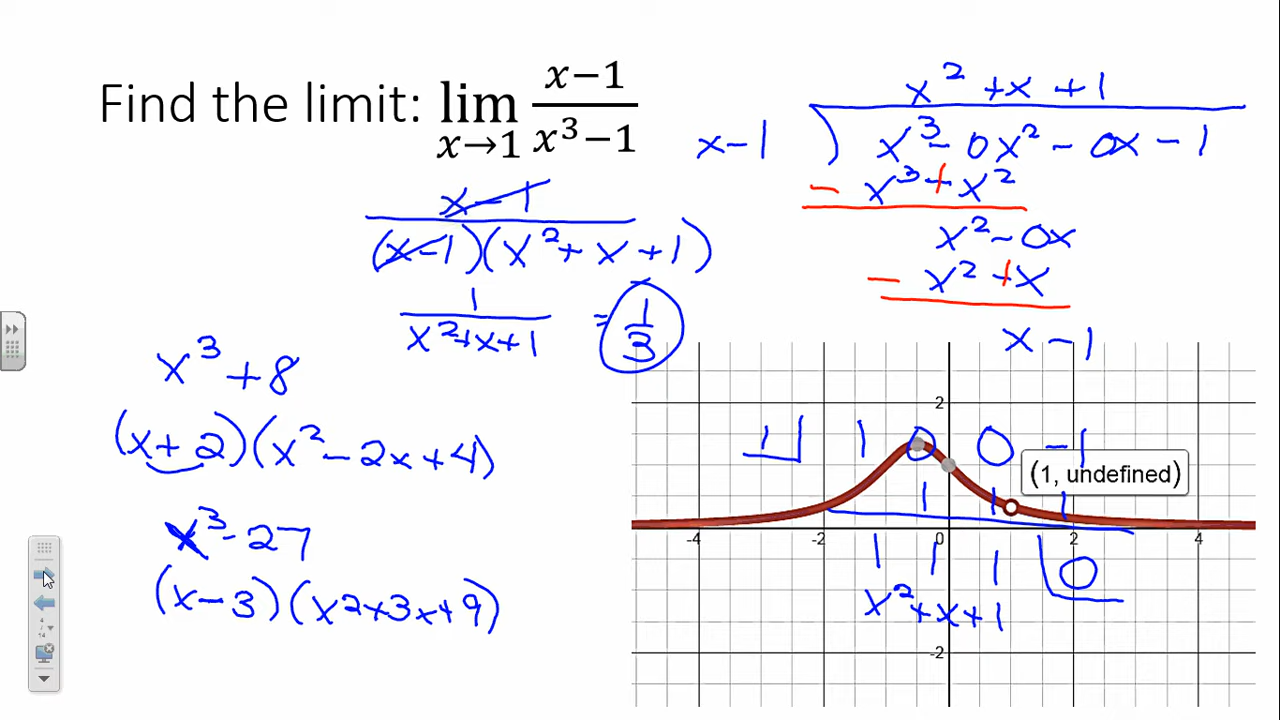 Find the limit: lim x→1 x−1 / x³−1
x − 1
(x−1)(x² + x + 1)
1
x²+x+1
= 1/3
x² + x + 1
x−1 ) x³ − 0x² − 0x − 1
− x³ + x²
x² − 0x
− x² + x
x − 1
x³ + 8
(x + 2)(x² − 2x + 4)
x³ − 27
(x − 3)(x² + 3x + 9)
2
1 1 0 0 −1
(1, undefined)
1 1 1
-4 -2 0 2 4
1 1 1 0
x² + x + 1
-2